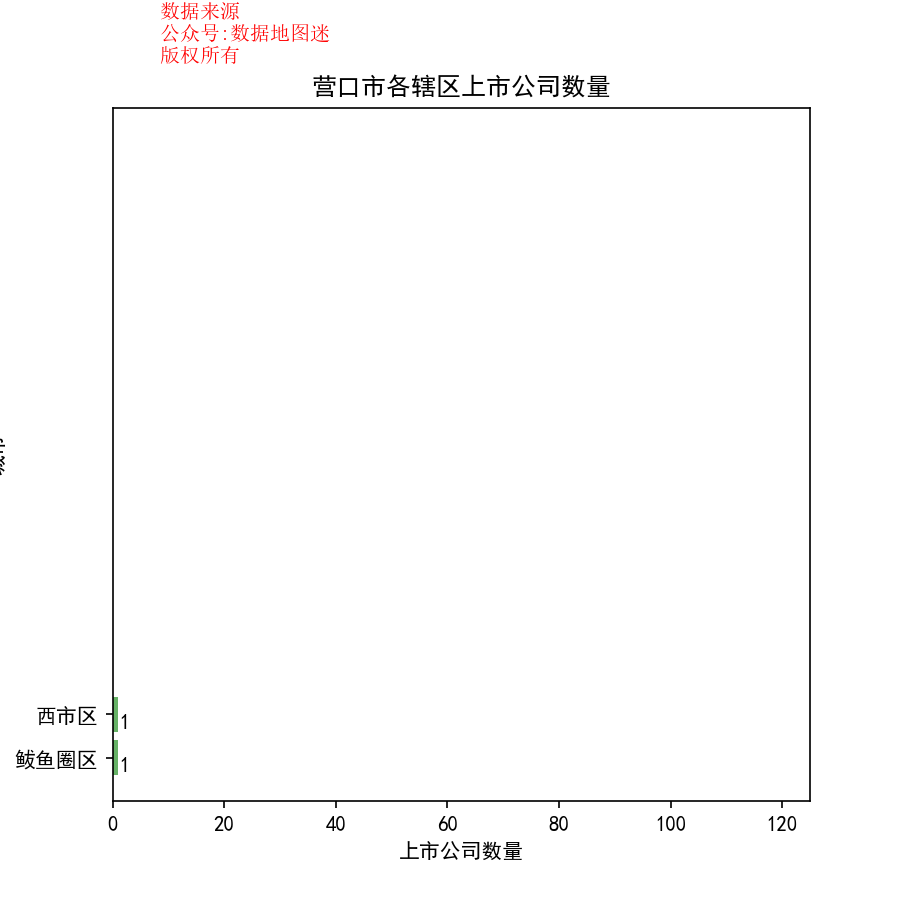 数据来源
公众号:数据地图迷
版权所有
营口市各辖区上市公司数量
西市区 1
鲅鱼圈区 1
0 20 40 60 80 100 120
上市公司数量